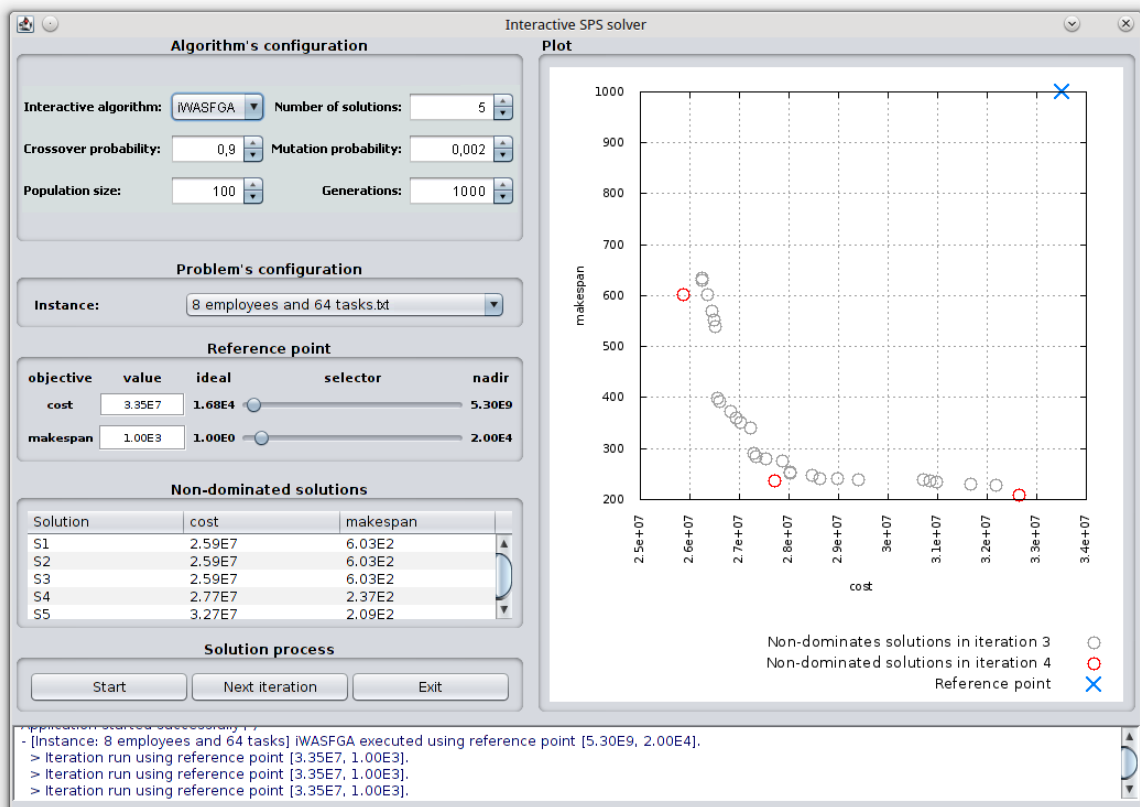 Interactive SPS solver
Algorithm's configuration
Interactive algorithm: iWASFGA Number of solutions: 5
Crossover probability: 0,9 Mutation probability: 0,002
Population size: 100 Generations: 1000
Problem's configuration
Instance: 8 employees and 64 tasks.txt
Reference point
objective value ideal selector nadir
cost 3.35E7 1.68E4 5.30E9
makespan 1.00E3 1.00E0 2.00E4
Non-dominated solutions
Solution cost makespan
S1 2.59E7 6.03E2
S2 2.59E7 6.03E2
S3 2.59E7 6.03E2
S4 2.77E7 2.37E2
S5 3.27E7 2.09E2
Solution process
Start Next iteration Exit
Plot
1000
900
800
700
600
500
400
300
200
makespan
2.5e+07 2.6e+07 2.7e+07 2.8e+07 2.9e+07 3e+07 3.1e+07 3.2e+07 3.3e+07 3.4e+07
cost
Non-dominates solutions in iteration 3
Non-dominated solutions in iteration 4
Reference point
Application started successfully
- [Instance: 8 employees and 64 tasks] iWASFGA executed using reference point [5.30E9, 2.00E4].
> Iteration run using reference point [3.35E7, 1.00E3].
> Iteration run using reference point [3.35E7, 1.00E3].
> Iteration run using reference point [3.35E7, 1.00E3].